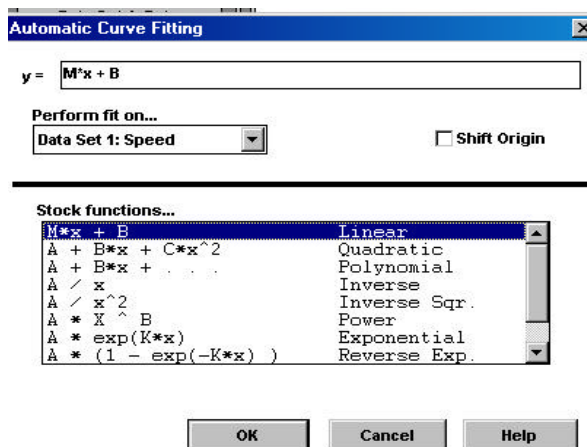 Automatic Curve Fitting
y = M*x + B
Perform fit on...
Data Set 1: Speed
Shift Origin
Stock functions...
M*x + B Linear
A + B*x + C*x^2 Quadratic
A + B*x + . . . Polynomial
A / x Inverse
A / x^2 Inverse Sqr.
A * X ^ B Power
A * exp(K*x) Exponential
A * (1 - exp(-K*x) ) Reverse Exp.
OK Cancel Help